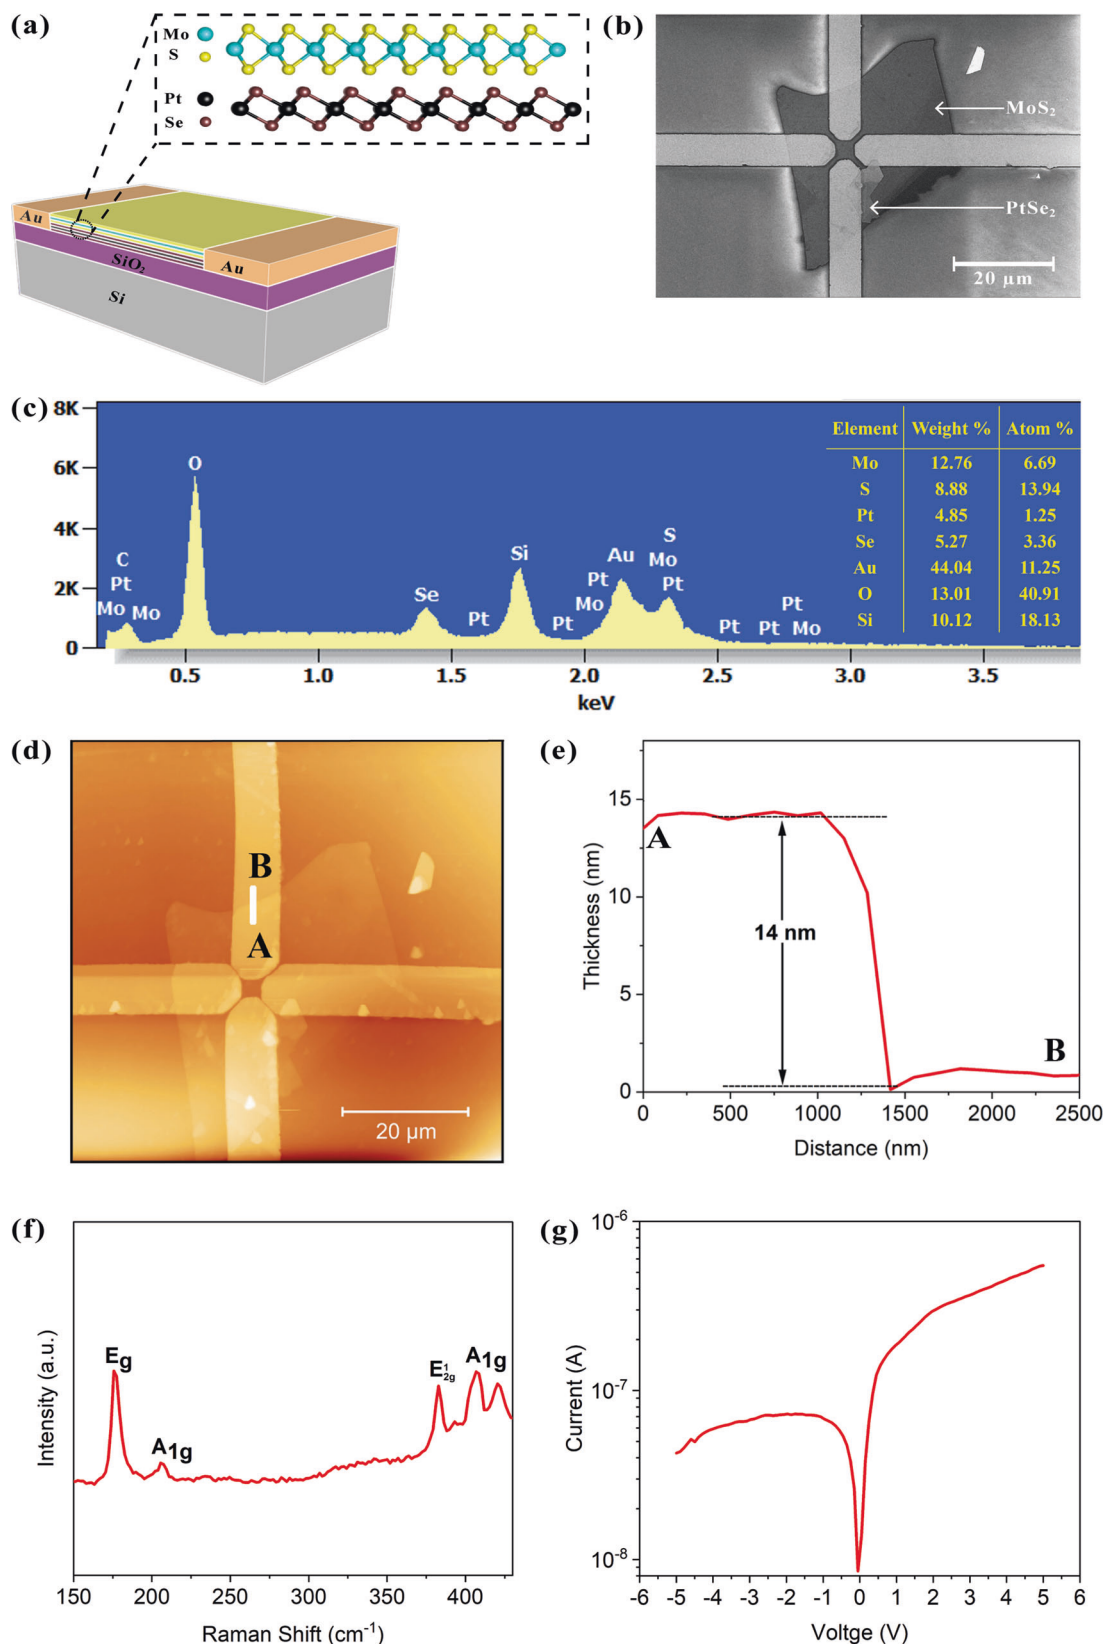 (a)
Mo
S
Pt
Se
Au
SiO₂
Au
Si
(b)
MoS₂
PtSe₂
20 μm
(c)
8K
6K
4K
2K
0
C
Pt
Mo
Mo
O
Se
Pt
Si
Pt
Pt
Mo
Au
S
Mo
Pt
Pt
Pt
Pt
Mo
0.5 1.0 1.5 2.0 2.5 3.0 3.5
keV
Element Weight % Atom %
Mo 12.76 6.69
S 8.88 13.94
Pt 4.85 1.25
Se 5.27 3.36
Au 44.04 11.25
O 13.01 40.91
Si 10.12 18.13
(d)
B
A
20 μm
(e)
Thickness (nm)
15
10
5
0
A
14 nm
B
0 500 1000 1500 2000 2500
Distance (nm)
(f)
Intensity (a.u.)
Eg
A1g
E¹2g
A1g
150 200 250 300 350 400
Raman Shift (cm⁻¹)
(g)
Current (A)
10⁻⁶
10⁻⁷
10⁻⁸
-6 -5 -4 -3 -2 -1 0 1 2 3 4 5 6
Voltge (V)